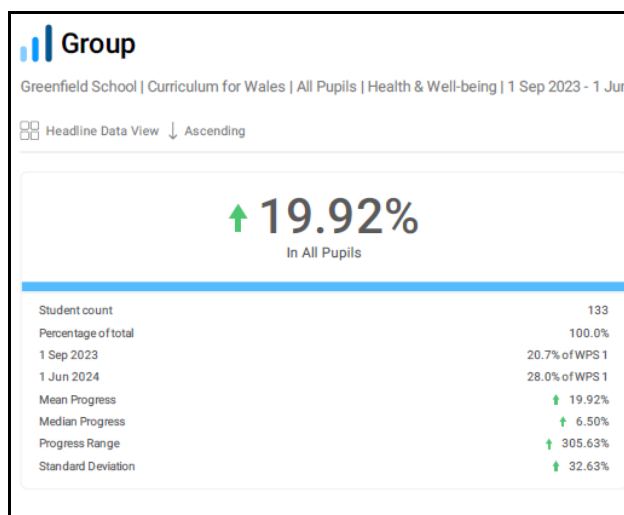 Group
Greenfield School | Curriculum for Wales | All Pupils | Health & Well-being | 1 Sep 2023 - 1 Jun
Headline Data View ↓ Ascending
19.92%
In All Pupils
Student count 133
Percentage of total 100.0%
1 Sep 2023 20.7% of WPS 1
1 Jun 2024 28.0% of WPS 1
Mean Progress 19.92%
Median Progress 6.50%
Progress Range 305.63%
Standard Deviation 32.63%